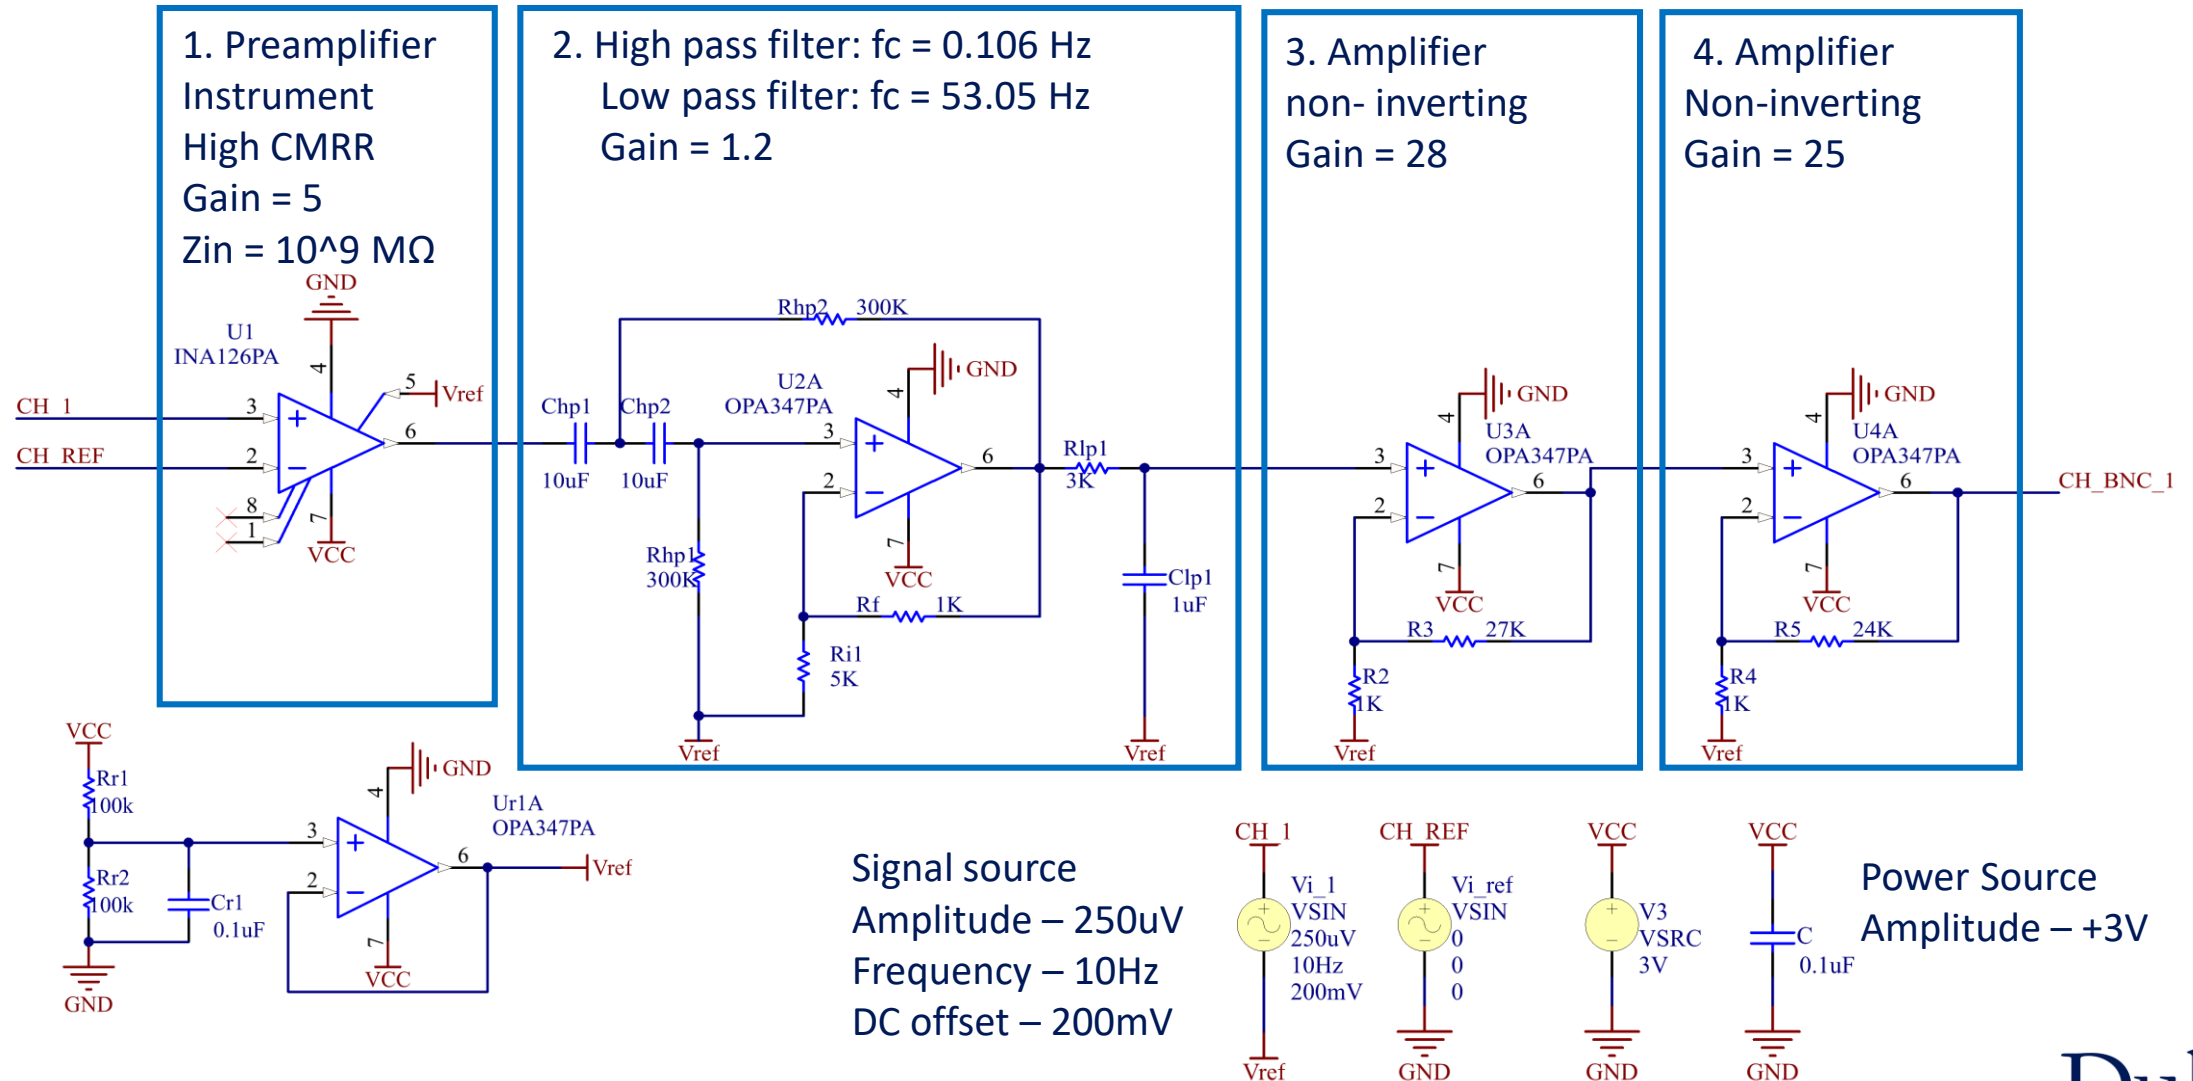 1. Preamplifier
Instrument
High CMRR
Gain = 5
Zin = 10^9 MΩ
2. High pass filter: fc = 0.106 Hz
Low pass filter: fc = 53.05 Hz
Gain = 1.2
3. Amplifier
non- inverting
Gain = 28
4. Amplifier
Non-inverting
Gain = 25
GND
U1
INA126PA
4
5
Vref
CH_1
3
6
CH_REF
2
8
1
7
VCC
Rhp2 300K
Chp1
10uF
Chp2
10uF
U2A
OPA347PA
4
GND
3
2
6
7
VCC
Rhp1
300K
Rf 1K
Ri1
5K
Vref
Rlp1
3K
Clp1
1uF
Vref
GND
4
U3A
OPA347PA
3
2
6
7
VCC
R3 27K
R2
1K
Vref
GND
4
U4A
OPA347PA
3
2
6
CH_BNC_1
7
VCC
R5 24K
R4
1K
Vref
VCC
Rr1
100k
Rr2
100k
Cr1
0.1uF
GND
GND
4
Ur1A
OPA347PA
3
2
6
Vref
7
VCC
Signal source
Amplitude – 250uV
Frequency – 10Hz
DC offset – 200mV
CH_1
Vi_1
VSIN
250uV
10Hz
200mV
Vref
CH_REF
Vi_ref
VSIN
0
0
0
GND
VCC
V3
VSRC
3V
GND
VCC
C
0.1uF
GND
Power Source
Amplitude – +3V